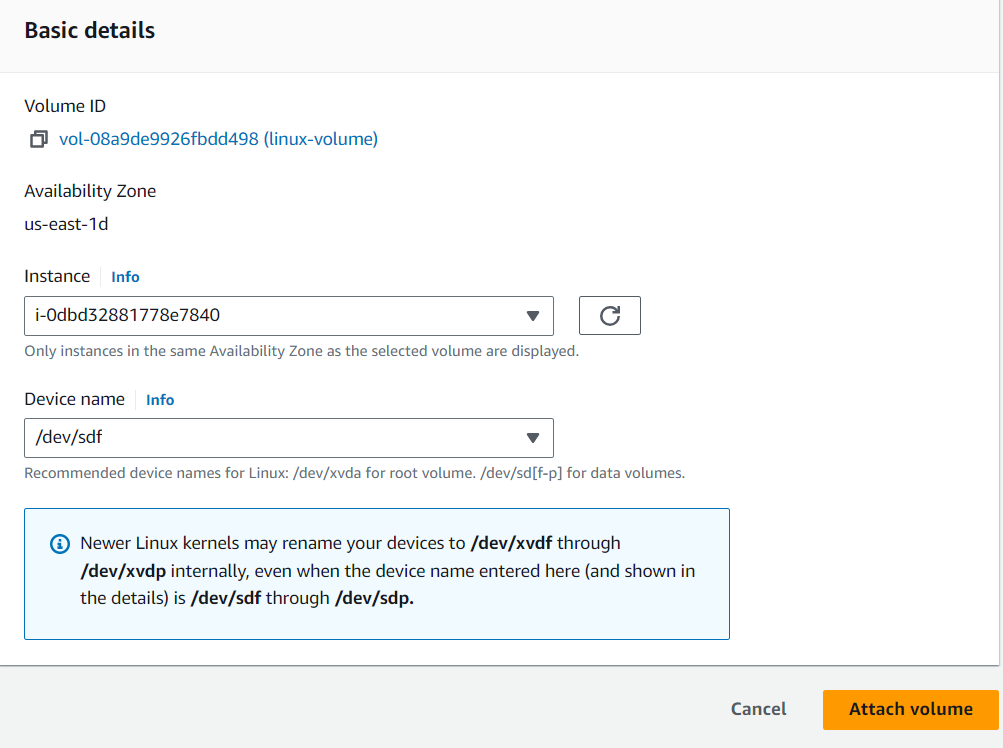 Basic details
Volume ID
vol-08a9de9926fbdd498 (linux-volume)
Availability Zone
us-east-1d
Instance Info
i-0dbd32881778e7840
Only instances in the same Availability Zone as the selected volume are displayed.
Device name Info
/dev/sdf
Recommended device names for Linux: /dev/xvda for root volume. /dev/sd[f-p] for data volumes.
Newer Linux kernels may rename your devices to /dev/xvdf through
/dev/xvdp internally, even when the device name entered here (and shown in
the details) is /dev/sdf through /dev/sdp.
Cancel Attach volume